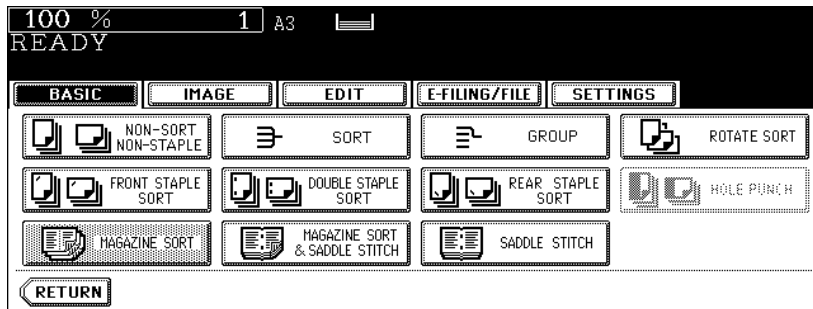 100 % 1 A3
READY
BASIC IMAGE EDIT E-FILING/FILE SETTINGS
NON-SORT
NON-STAPLE
SORT
GROUP
ROTATE SORT
FRONT STAPLE
SORT
DOUBLE STAPLE
SORT
REAR STAPLE
SORT
HOLE PUNCH
MAGAZINE SORT
MAGAZINE SORT
& SADDLE STITCH
SADDLE STITCH
RETURN